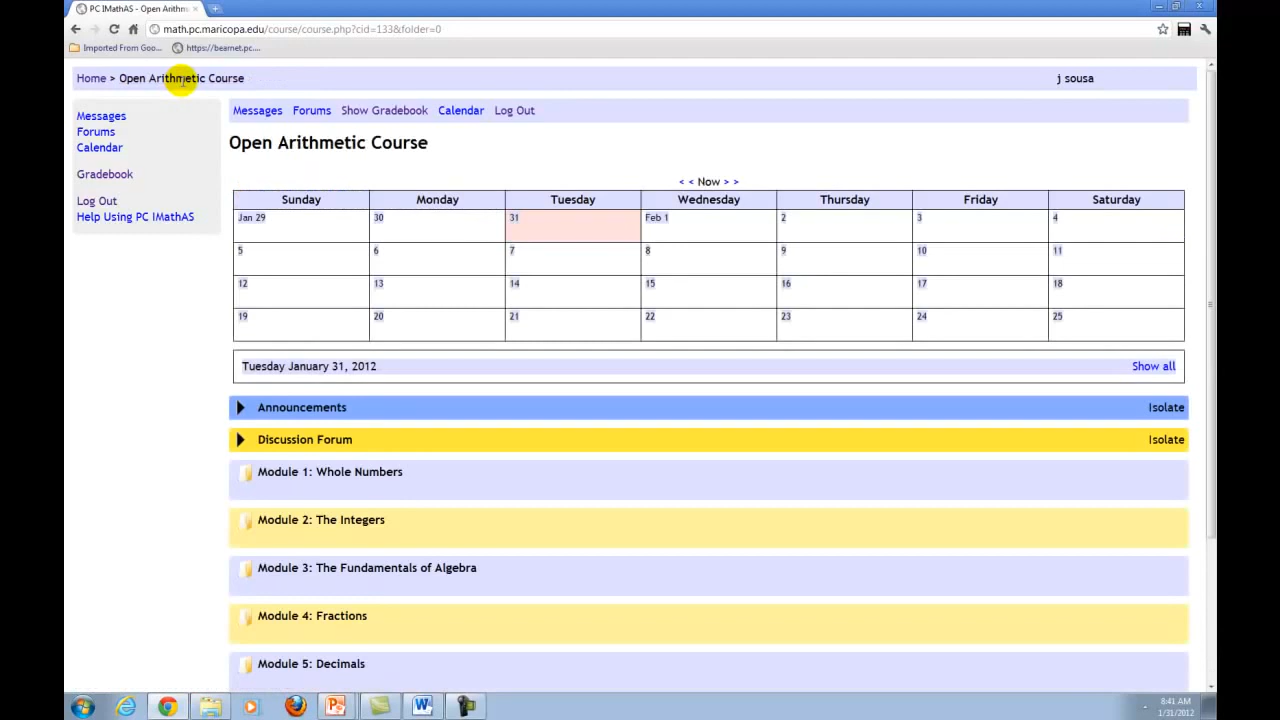 PC IMathAS - Open Arithm
math.pc.maricopa.edu/course/course.php?cid=133&folder=0
Imported From Goo... https://bearnet.pc....
Home > Open Arithmetic Course j sousa
Messages
Forums
Calendar
Gradebook
Log Out
Help Using PC IMathAS
Messages Forums Show Gradebook Calendar Log Out
Open Arithmetic Course
< < Now > >
Sunday Monday Tuesday Wednesday Thursday Friday Saturday
Jan 29 30 31 Feb 1 2 3 4
5 6 7 8 9 10 11
12 13 14 15 16 17 18
19 20 21 22 23 24 25
Tuesday January 31, 2012 Show all
Announcements Isolate
Discussion Forum Isolate
Module 1: Whole Numbers
Module 2: The Integers
Module 3: The Fundamentals of Algebra
Module 4: Fractions
Module 5: Decimals
8:41 AM
1/31/2012